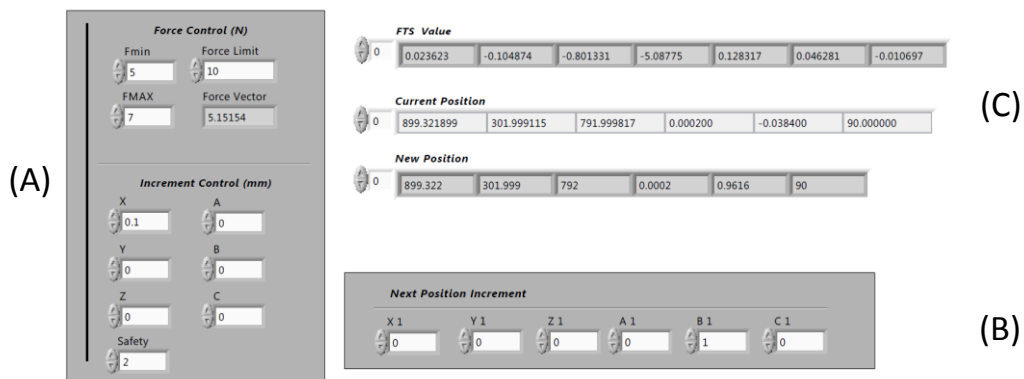 (A)
Force Control (N)
Fmin Force Limit
5 10
FMAX Force Vector
7 5.15154
Increment Control (mm)
X A
0.1 0
Y B
0 0
Z C
0 0
Safety
2
FTS Value
0 0.023623 -0.104874 -0.801331 -5.08775 0.128317 0.046281 -0.010697
Current Position
0 899.321899 301.999115 791.999817 0.000200 -0.038400 90.000000
New Position
0 899.322 301.999 792 0.0002 0.9616 90
(C)
Next Position Increment
X 1 Y 1 Z 1 A 1 B 1 C 1
0 0 0 0 1 0
(B)